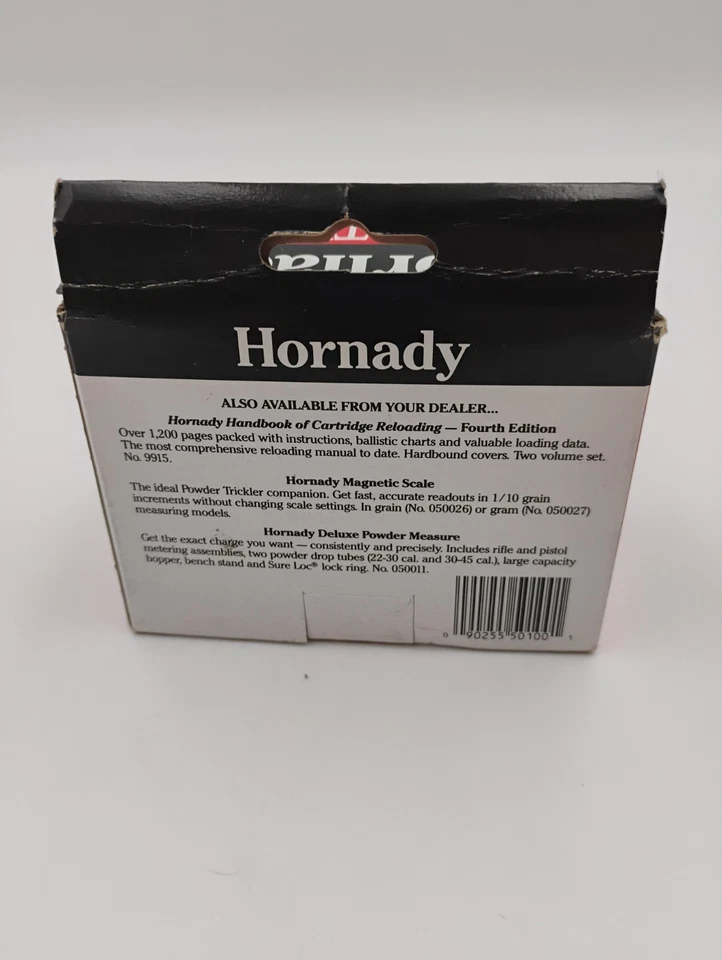 Hornady
ALSO AVAILABLE FROM YOUR DEALER...
Hornady Handbook of Cartridge Reloading — Fourth Edition
Over 1,200 pages packed with instructions, ballistic charts and valuable loading data.
The most comprehensive reloading manual to date. Hardbound covers. Two volume set.
No. 9915.
Hornady Magnetic Scale
The ideal Powder Trickler companion. Get fast, accurate readouts in 1/10 grain
increments without changing scale settings. In grain (No. 050026) or gram (No. 050027)
measuring models.
Hornady Deluxe Powder Measure
Get the exact charge you want — consistently and precisely. Includes rifle and pistol
metering assemblies, two powder drop tubes (22-30 cal. and 30-45 cal.), large capacity
hopper, bench stand and Sure Loc® lock ring. No. 050011.
0 90255 50100 1